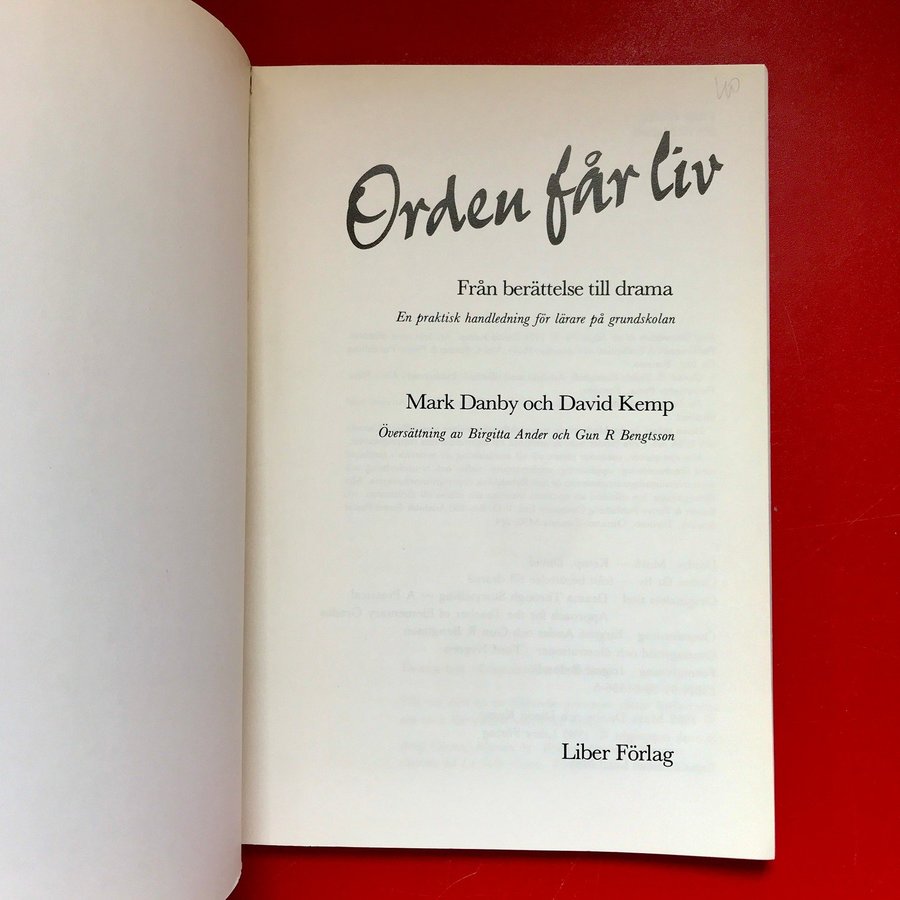 Orden får liv
Från berättelse till drama
En praktisk handledning för lärare på grundskolan
Mark Danby och David Kemp
Översättning av Birgitta Ander och Gun R Bengtsson
Liber Förlag